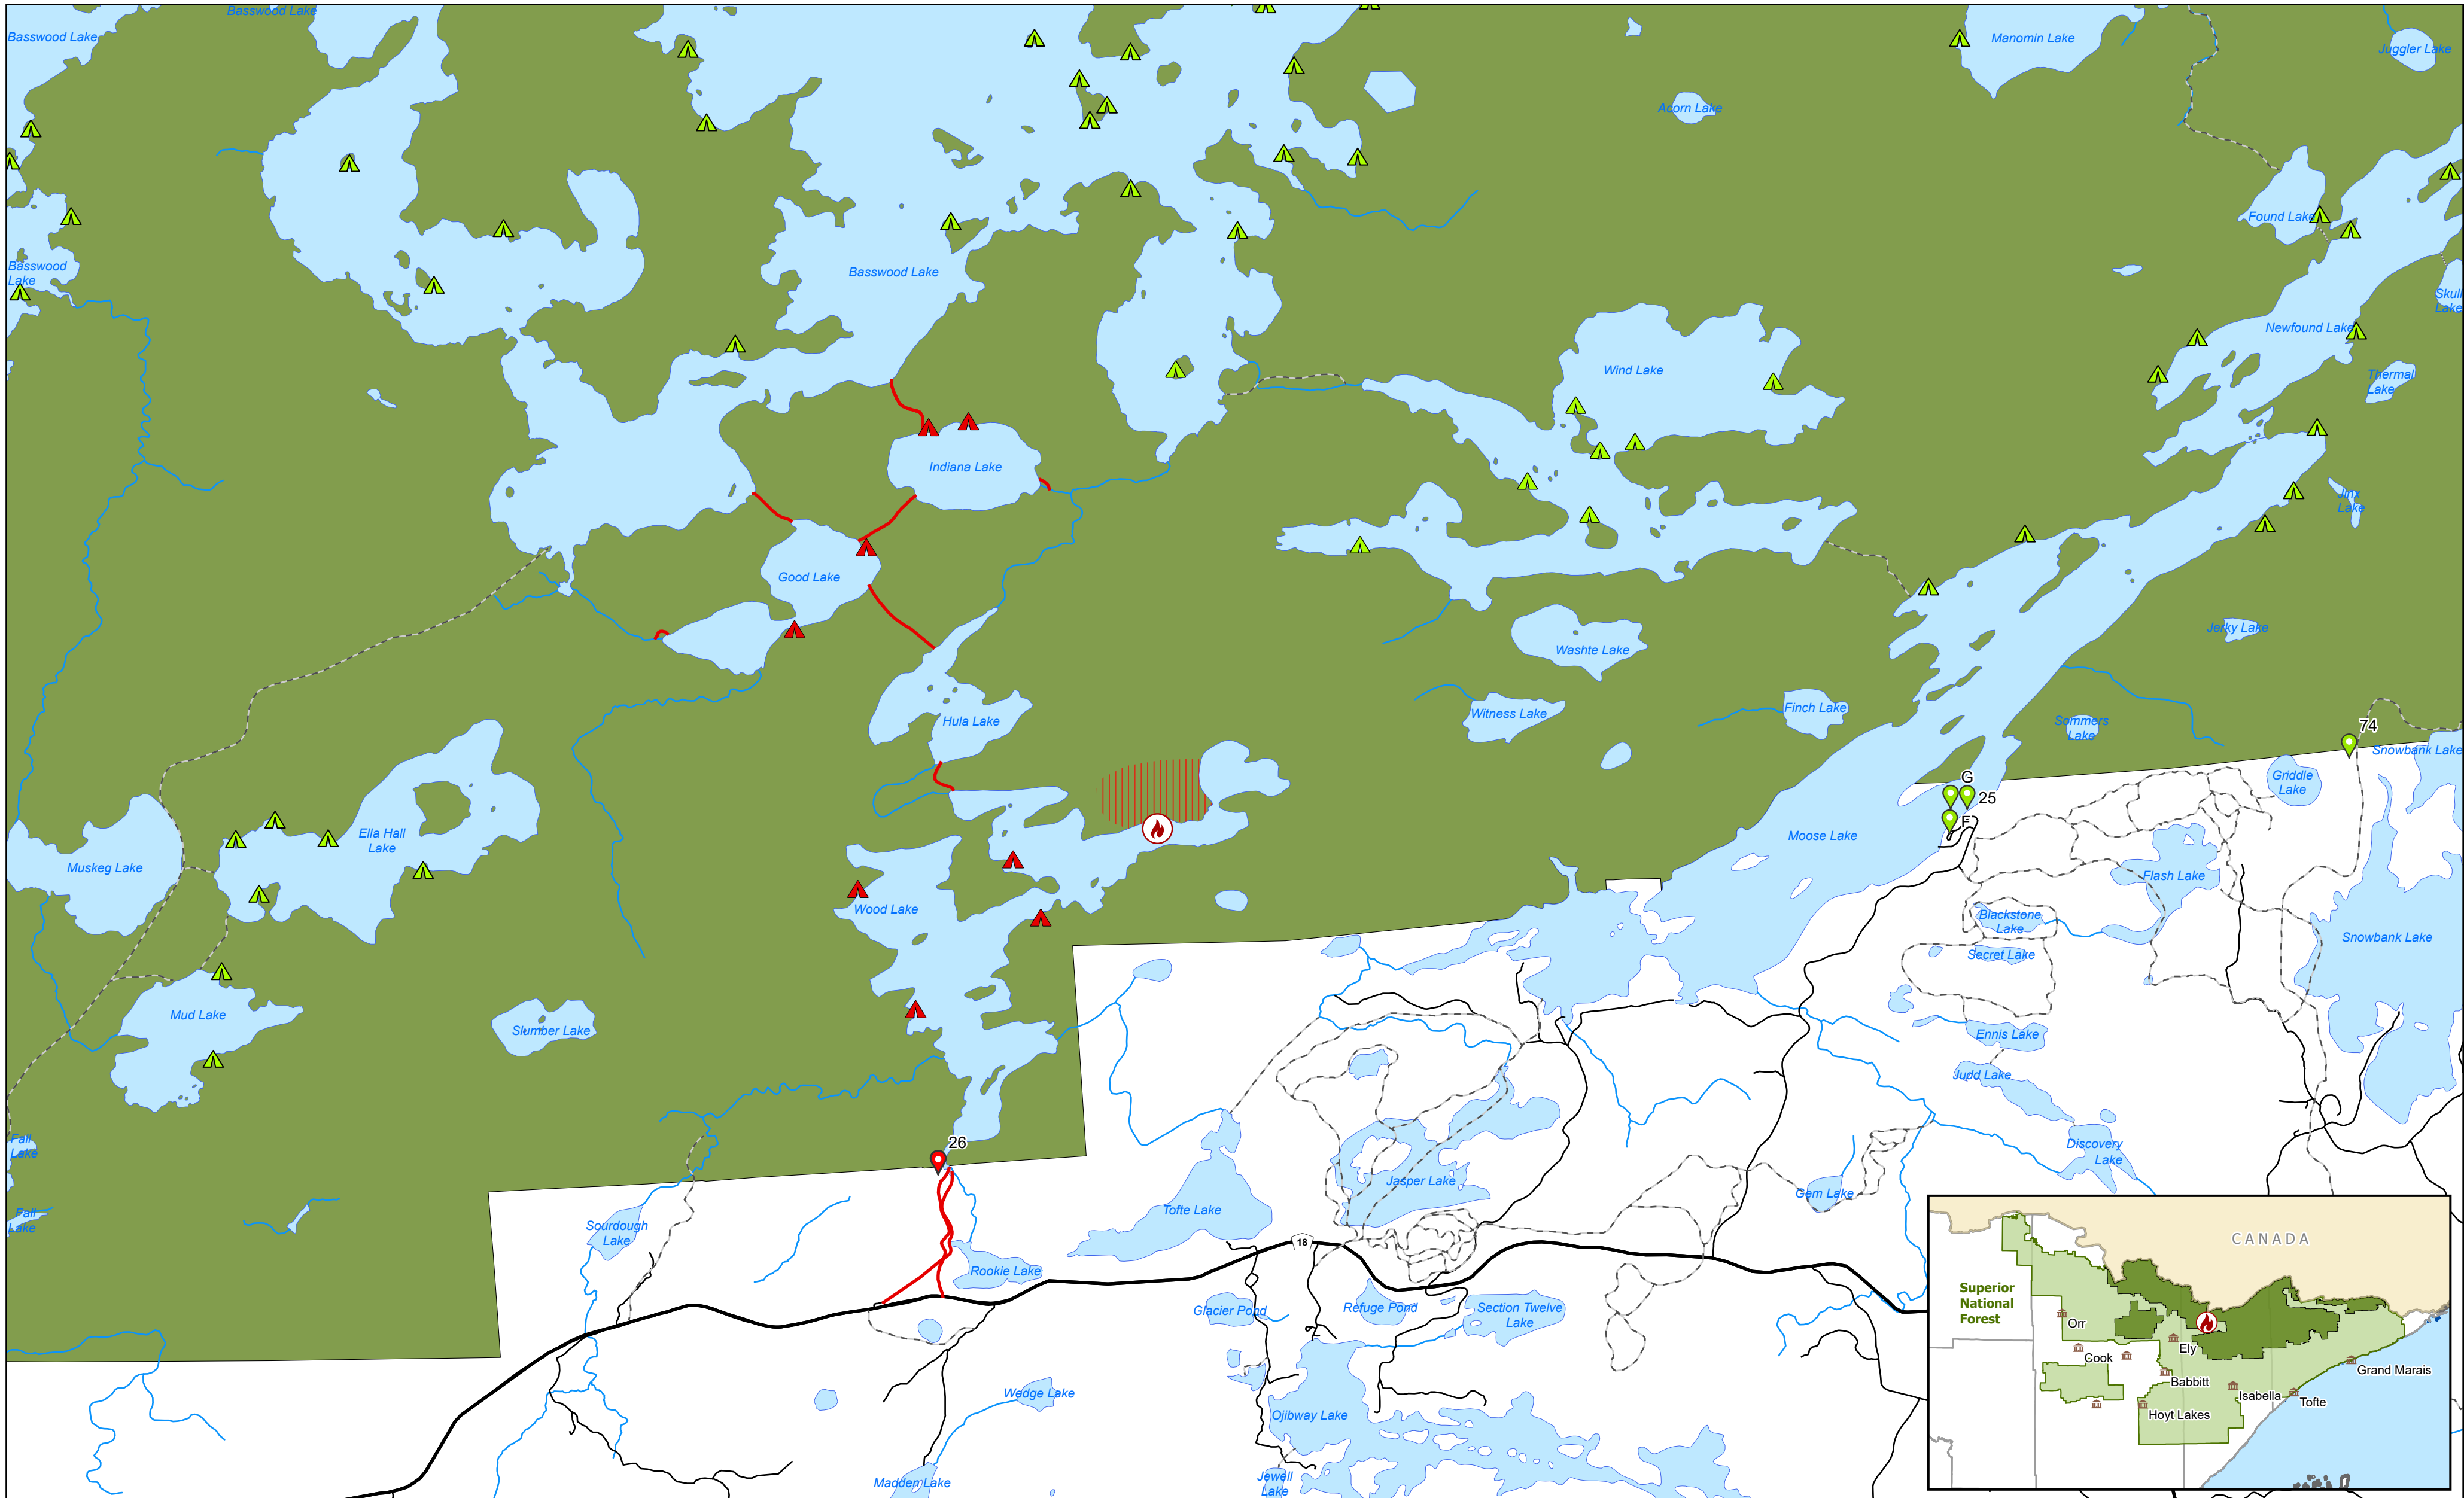 Basswood Lake
Basswood Lake
Manomin Lake
Juggler Lake
Acorn Lake
Found Lake
Basswood
Lake
Basswood Lake
Skull
Lake
Newfound Lake
Wind Lake
Thermal
Lake
Indiana Lake
Jinx
Lake
Good Lake
Jerky Lake
Washte Lake
Hula Lake
Witness Lake
Finch Lake
Sommers
Lake
74
Snowbank Lake
G
25
F
Griddle
Lake
Ella Hall
Lake
Moose Lake
Muskeg Lake
Flash Lake
Wood Lake
Blackstone
Lake
Snowbank Lake
Secret Lake
Mud Lake
Slumber Lake
Ennis Lake
Judd Lake
Fall
Lake
26
Discovery
Lake
Jasper Lake
Gem Lake
Tofte Lake
Fall
Lake
Sourdough
Lake
18
Rookie Lake
Glacier Pond
Refuge Pond
Section Twelve
Lake
Wedge Lake
Ojibway Lake
Madden Lake
Jewell
Lake
CANADA
Superior
National
Forest
Orr
Cook
Ely
Babbitt
Grand Marais
Isabella
Tofte
Hoyt Lakes